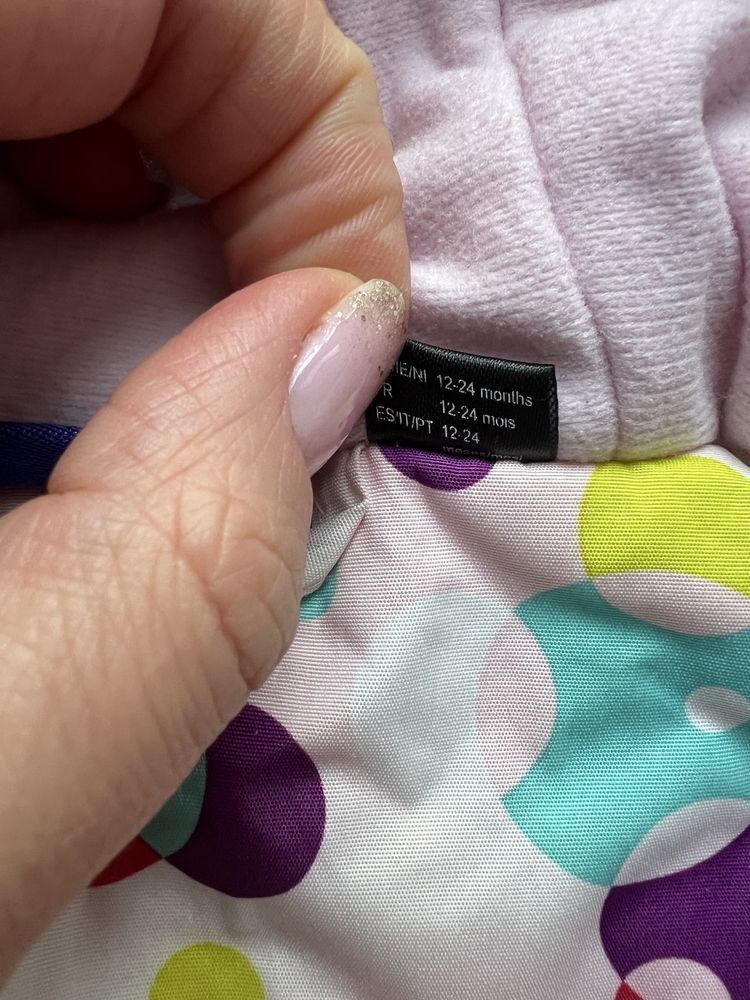 IE/NI 12-24 months
R 12-24 mois
ES/IT/PT 12-24